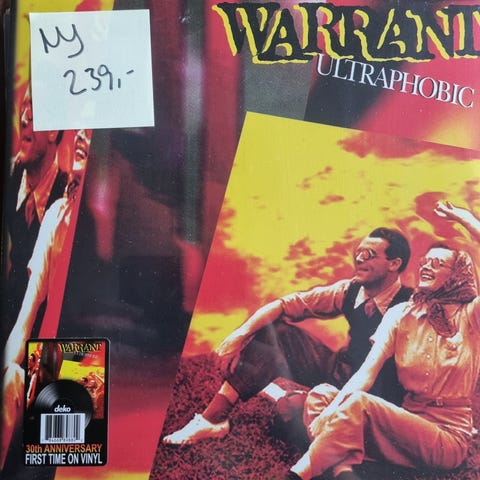 Ny
239,-
WARRANT
ULTRAPHOBIC
WARRANT
deko
30th ANNIVERSARY
FIRST TIME ON VINYL